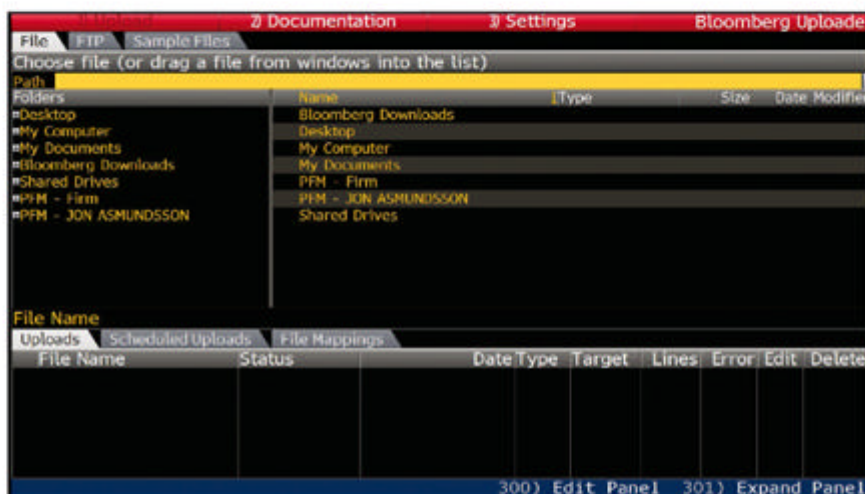 1) Upload 2) Documentation 3) Settings Bloomberg Uploade
File FTP Sample Files
Choose file (or drag a file from windows into the list)
Path
Folders Name Type Size Date Modifie
Desktop Bloomberg Downloads
My Computer Desktop
My Documents My Computer
Bloomberg Downloads My Documents
Shared Drives PFM - Firm
PFM - Firm PFM - JON ASMUNDSSON
PFM - JON ASMUNDSSON Shared Drives
File Name
Uploads Scheduled Uploads File Mappings
File Name Status Date Type Target Lines Error Edit Delete
300) Edit Panel 301) Expand Panel